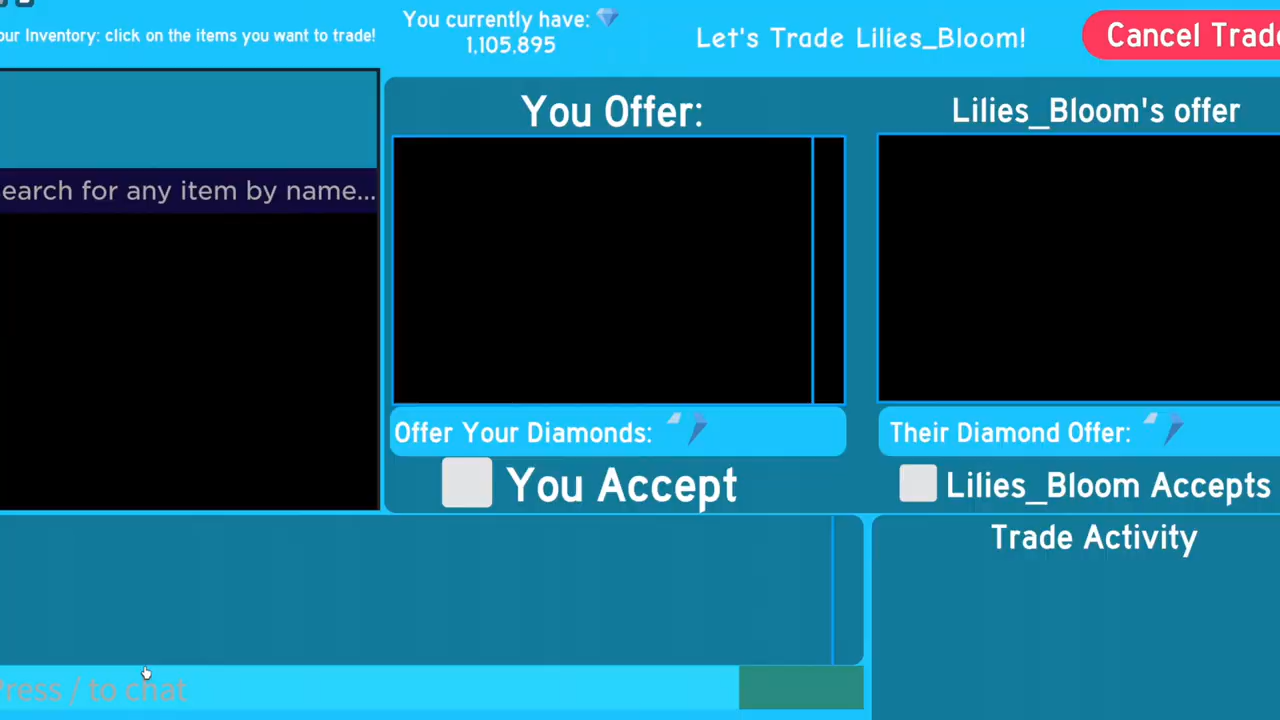 our Inventory: click on the items you want to trade!
You currently have:
1,105,895
Let's Trade Lilies_Bloom!
Cancel Trade
earch for any item by name...
You Offer:
Lilies_Bloom's offer
Offer Your Diamonds:
Their Diamond Offer:
You Accept
Lilies_Bloom Accepts
Trade Activity
Press / to chat